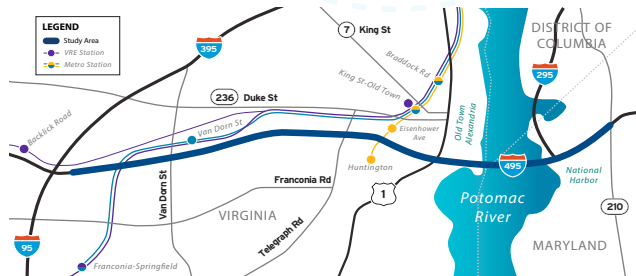 LEGEND
Study Area
VRE Station
Metro Station
395
7
King St
Braddock Rd
DISTRICT OF
COLUMBIA
295
King St-Old Town
236
Duke St
Backlick Road
Van Dorn St
Eisenhower
Ave
Old Town
Alexandria
Huntington
495
National
Harbor
Van Dorn St
Franconia Rd
1
Potomac
River
210
VIRGINIA
Telegraph Rd
95
MARYLAND
Franconia-Springfield